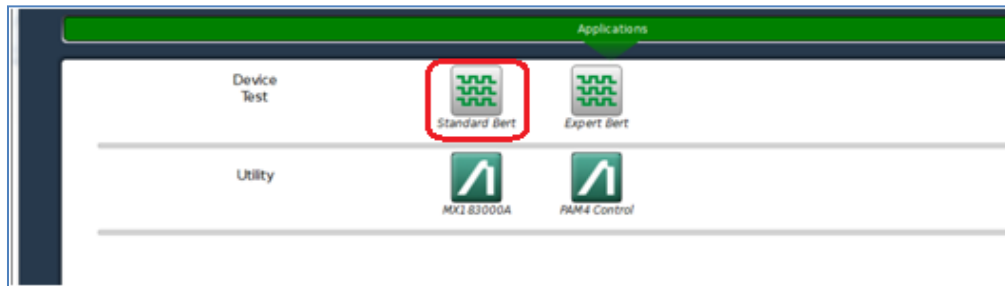 Applications
Device
Test
Standard Bert
Expert Bert
Utility
MX183000A
PAM4 Control